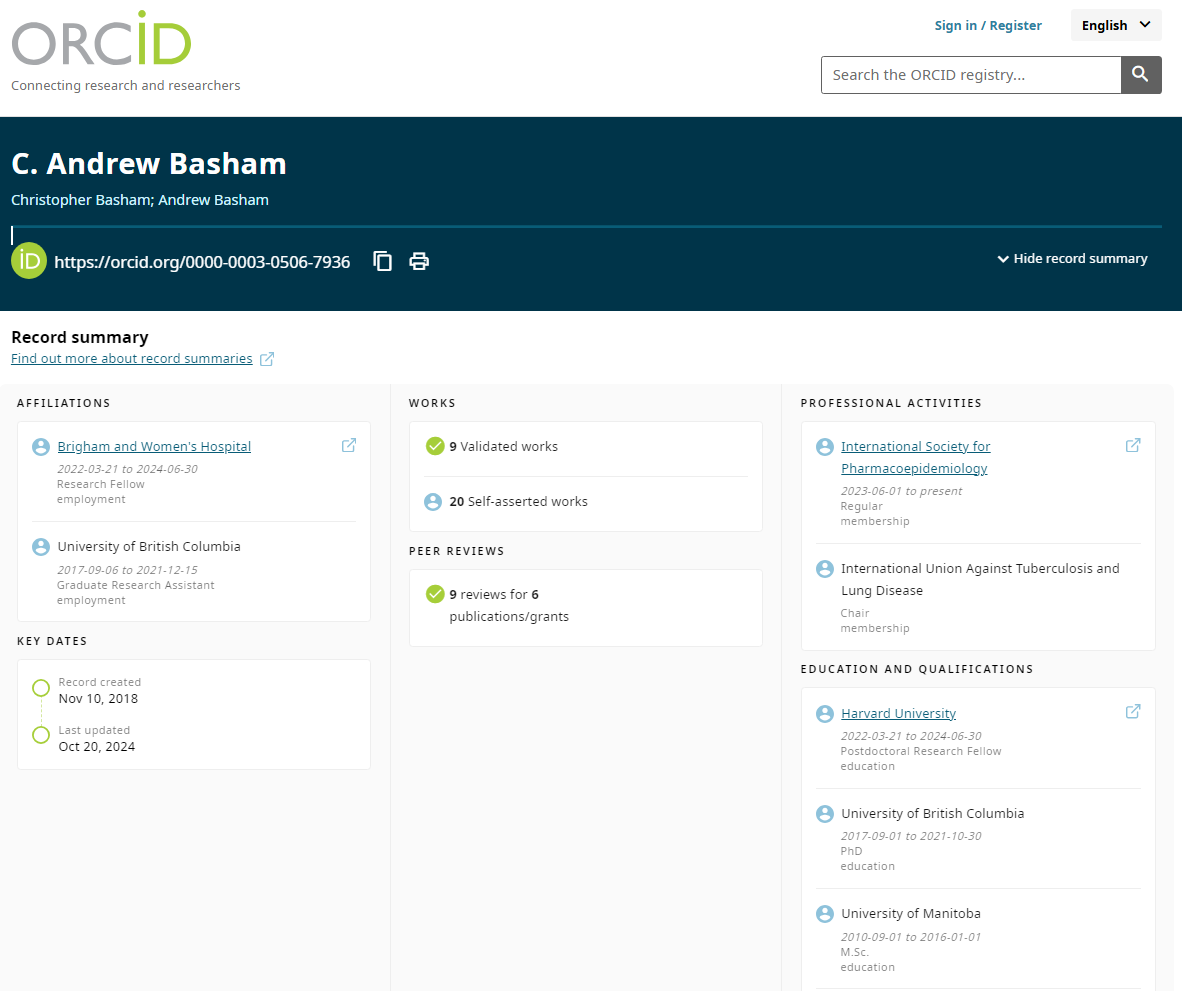 ORCiD
Connecting research and researchers
Sign in / Register
English
Search the ORCID registry...
C. Andrew Basham
Christopher Basham; Andrew Basham
iD
https://orcid.org/0000-0003-0506-7936
Hide record summary
Record summary
Find out more about record summaries
AFFILIATIONS
Brigham and Women's Hospital
2022-03-21 to 2024-06-30
Research Fellow
employment
University of British Columbia
2017-09-06 to 2021-12-15
Graduate Research Assistant
employment
KEY DATES
Record created
Nov 10, 2018
Last updated
Oct 20, 2024
WORKS
9 Validated works
20 Self-asserted works
PEER REVIEWS
9 reviews for 6
publications/grants
PROFESSIONAL ACTIVITIES
International Society for
Pharmacoepidemiology
2023-06-01 to present
Regular
membership
International Union Against Tuberculosis and
Lung Disease
Chair
membership
EDUCATION AND QUALIFICATIONS
Harvard University
2022-03-21 to 2024-06-30
Postdoctoral Research Fellow
education
University of British Columbia
2017-09-01 to 2021-10-30
PhD
education
University of Manitoba
2010-09-01 to 2016-01-01
M.Sc.
education